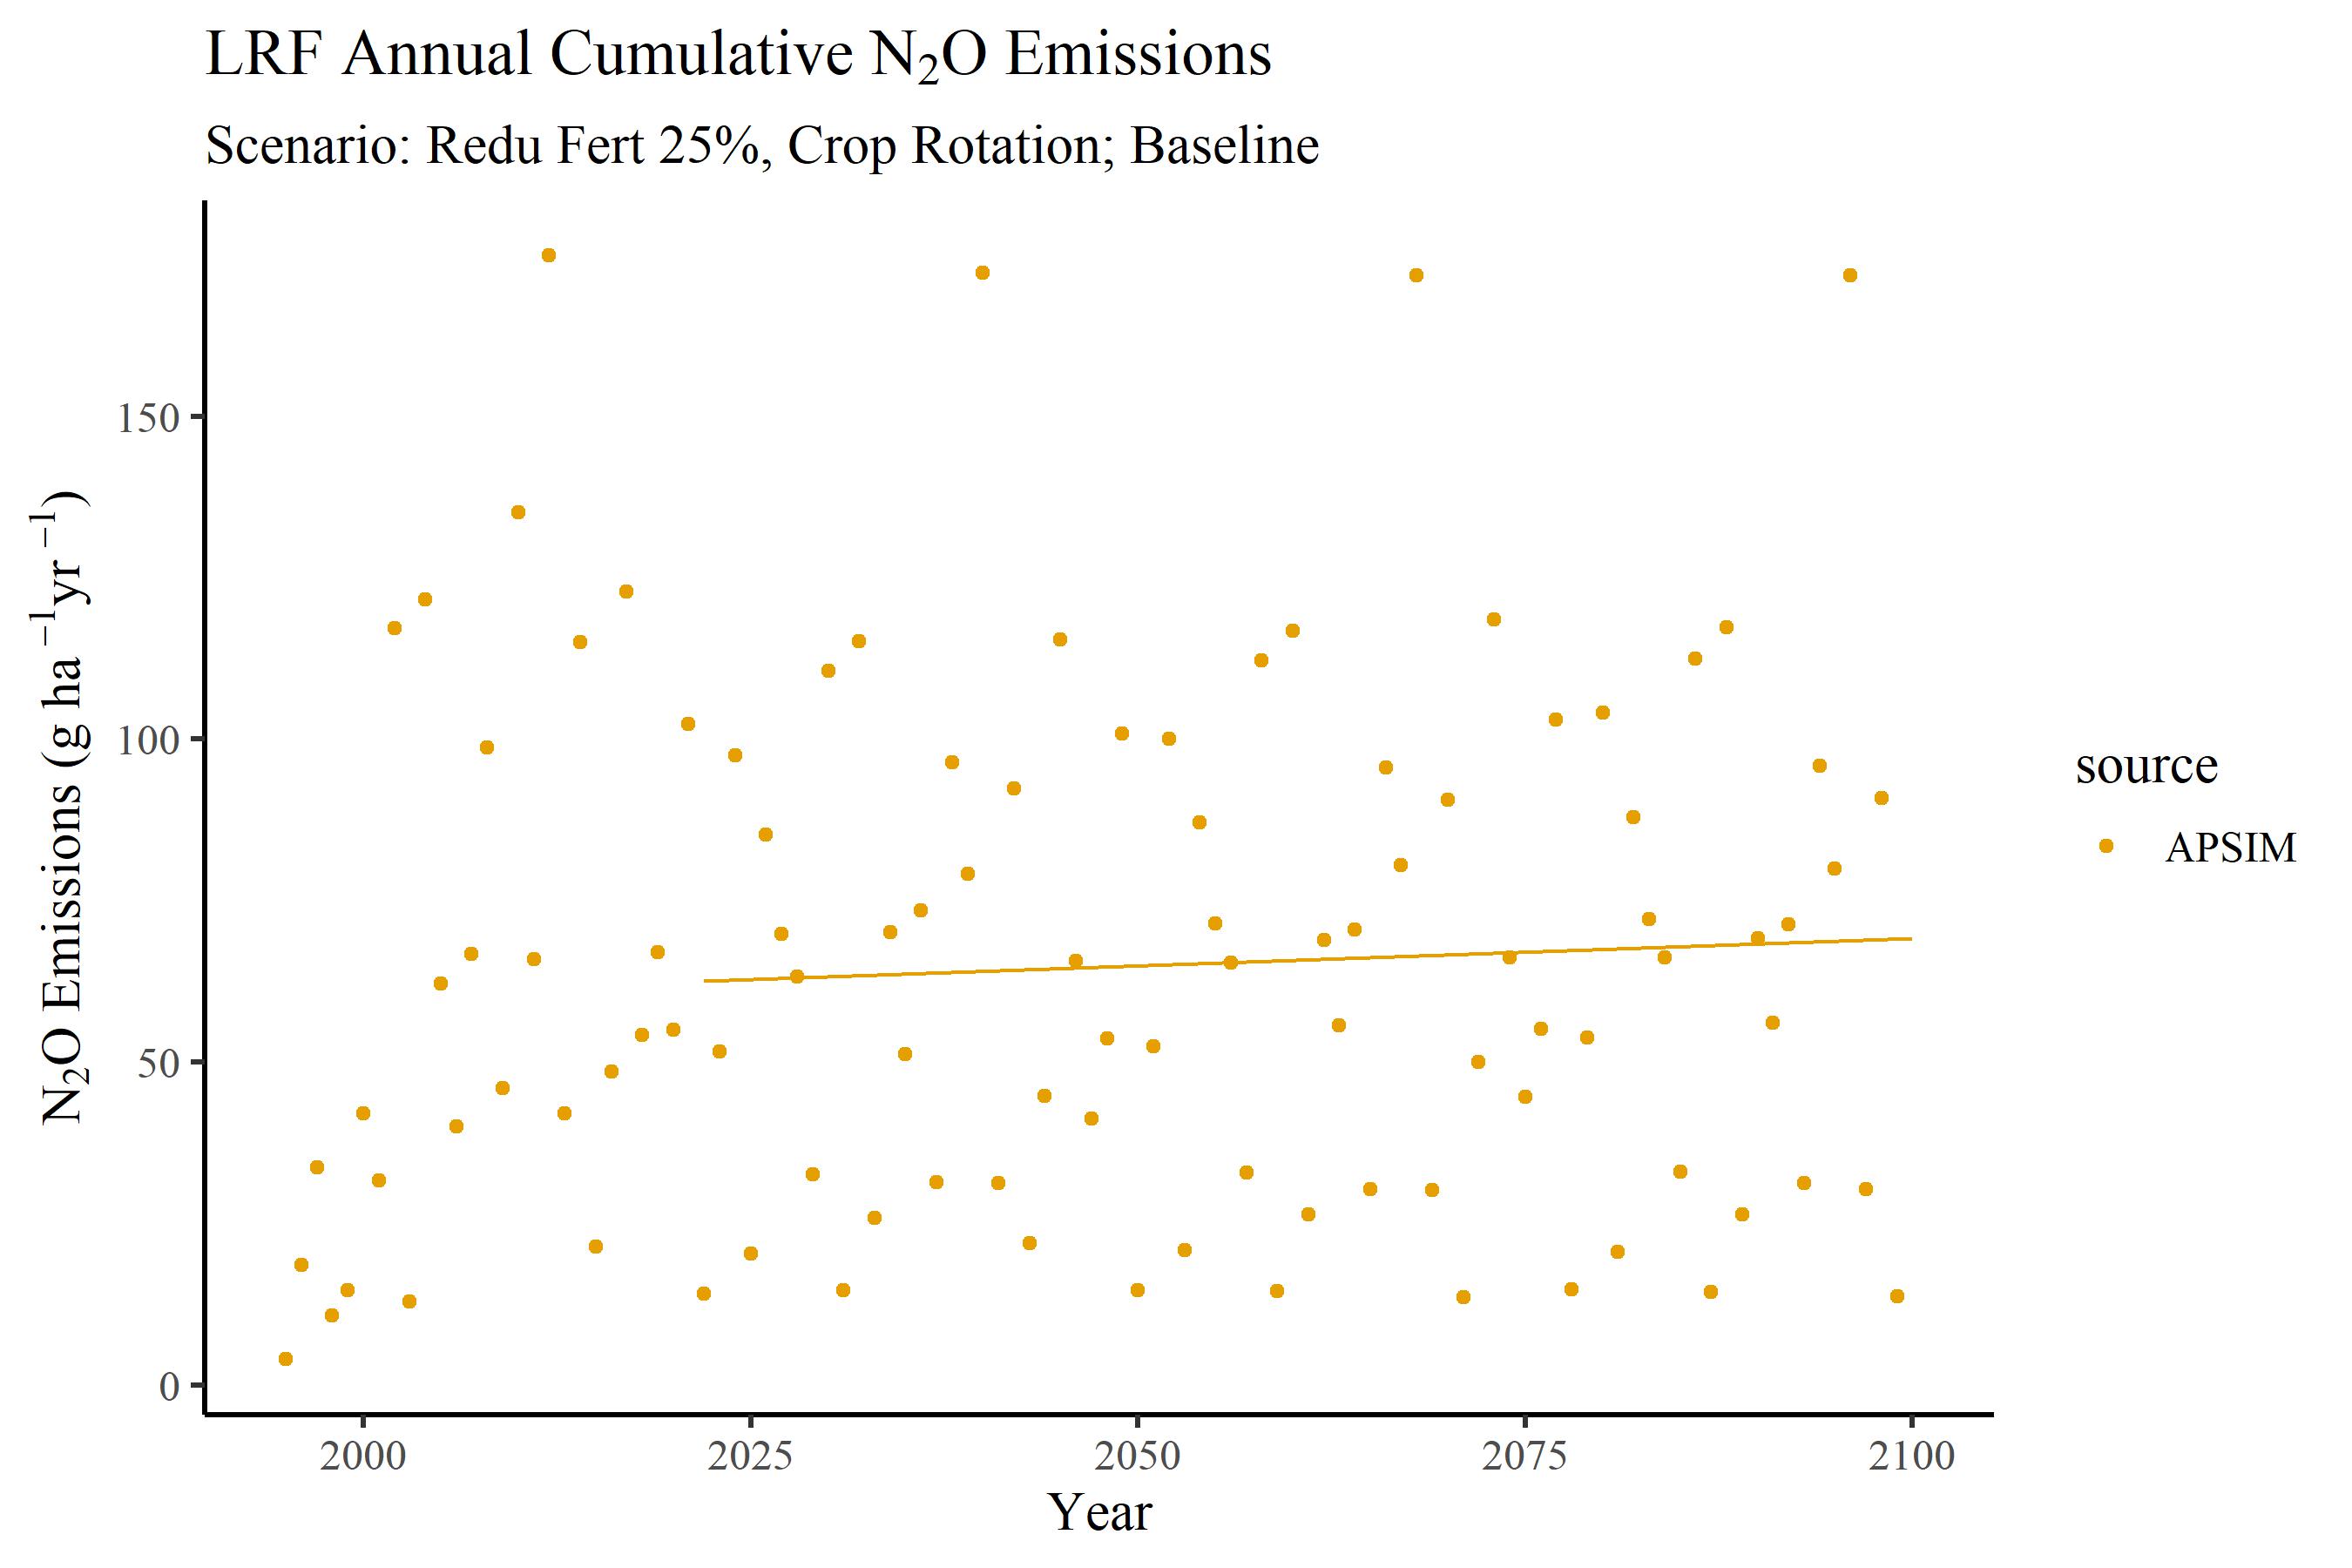 LRF Annual Cumulative N₂O Emissions
Scenario: Redu Fert 25%, Crop Rotation; Baseline
N₂O Emissions (g ha ⁻¹yr ⁻¹)
150
100
50
0
2000 2025 2050 2075 2100
Year
source
APSIM